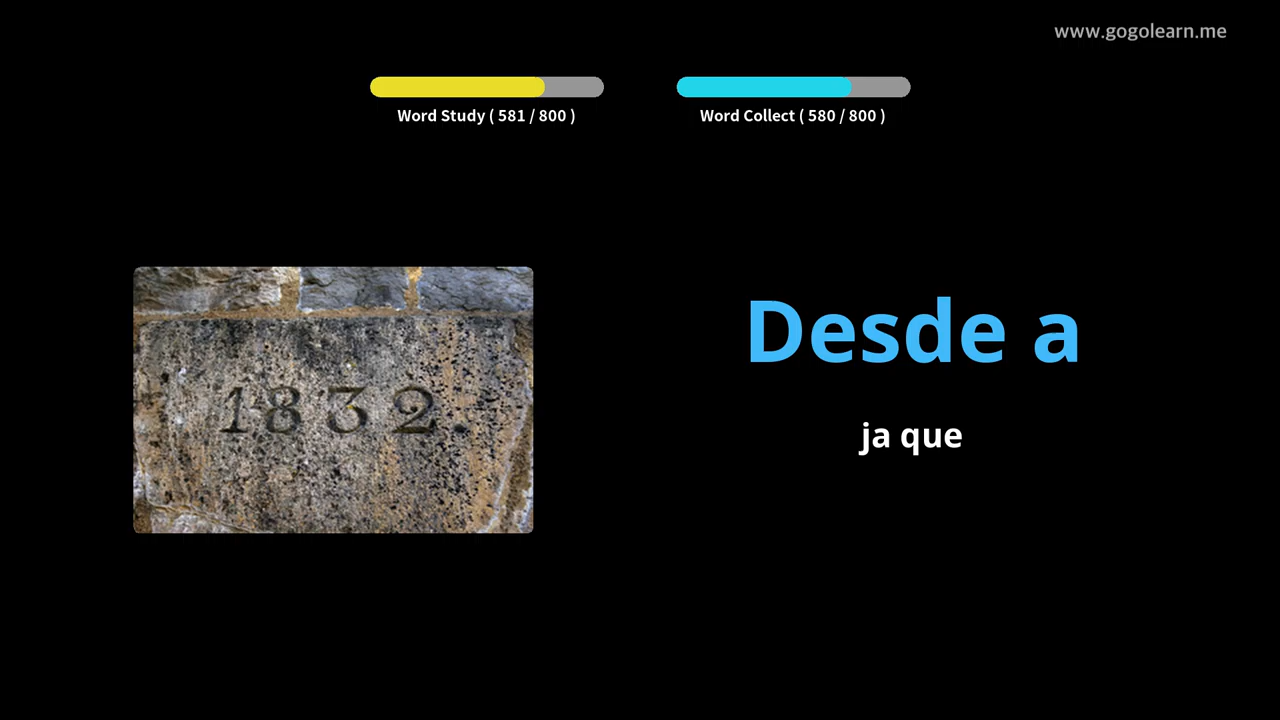 www.gogolearn.me
Word Study ( 581 / 800 )
Word Collect ( 580 / 800 )
1832.
Desde a
ja que